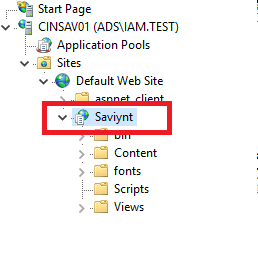 Start Page
CINSAV01 (ADS\IAM.TEST)
Application Pools
Sites
Default Web Site
aspnet_client
Saviynt
bin
Content
fonts
Scripts
Views